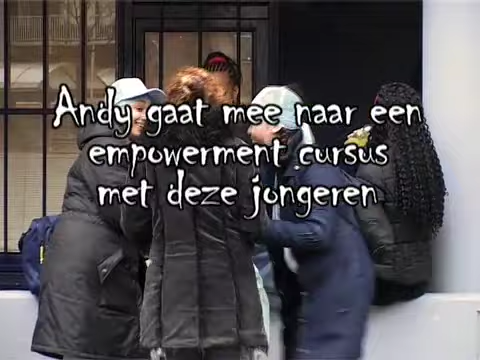 Andy gaat mee naar een
empowerment cursus
met deze jongeren